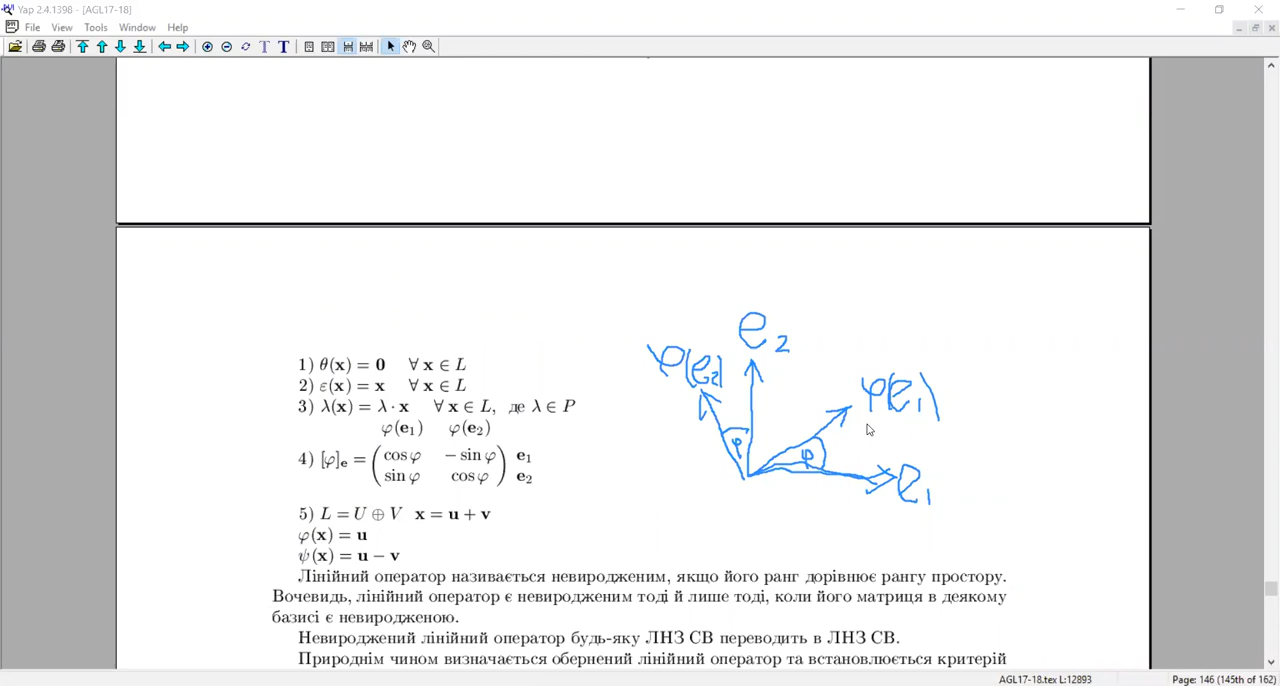 Yap 2.4.1398 - [AGL17-18]
File View Tools Window Help
1) θ(x) = 0 ∀ x ∈ L
2) ε(x) = x ∀ x ∈ L
3) λ(x) = λ · x ∀ x ∈ L, де λ ∈ P
φ(e₁) φ(e₂)
4) [φ]ₑ = ( cos φ − sin φ ) e₁
sin φ cos φ e₂
5) L = U ⊕ V x = u + v
φ(x) = u
ψ(x) = u − v
e₂
φ(e₂)
φ(e₁)
φ
φ
e₁
Лінійний оператор називається невиродженим, якщо його ранг дорівнює рангу простору.
Вочевидь, лінійний оператор є невиродженим тоді й лише тоді, коли його матриця в деякому
базисі є невиродженою.
Невироджений лінійний оператор будь-яку ЛНЗ СВ переводить в ЛНЗ СВ.
Природнім чином визначається обернений лінійний оператор та встановлюється критерій
AGL17-18.tex L:12893 Page: 146 (145th of 162)